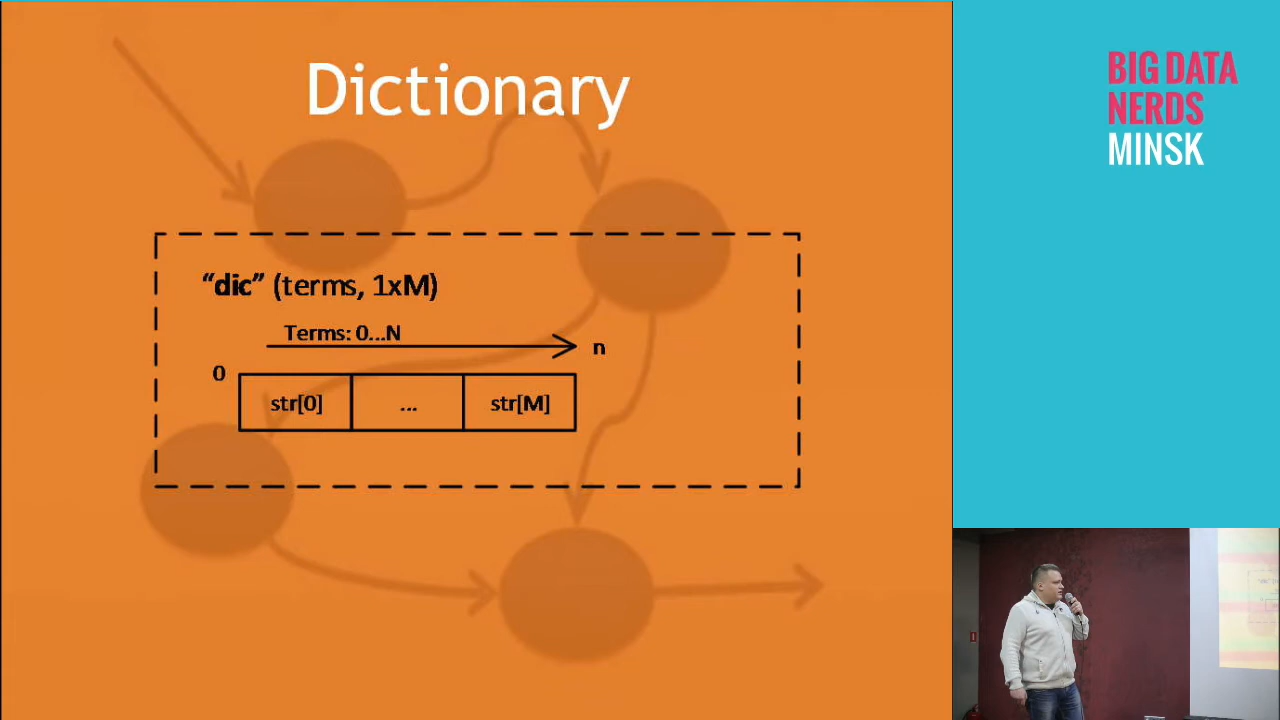 Dictionary
“dic” (terms, 1xM)
Terms: 0...N
n
0
str[0]
...
str[M]
BIG DATA
NERDS
MINSK